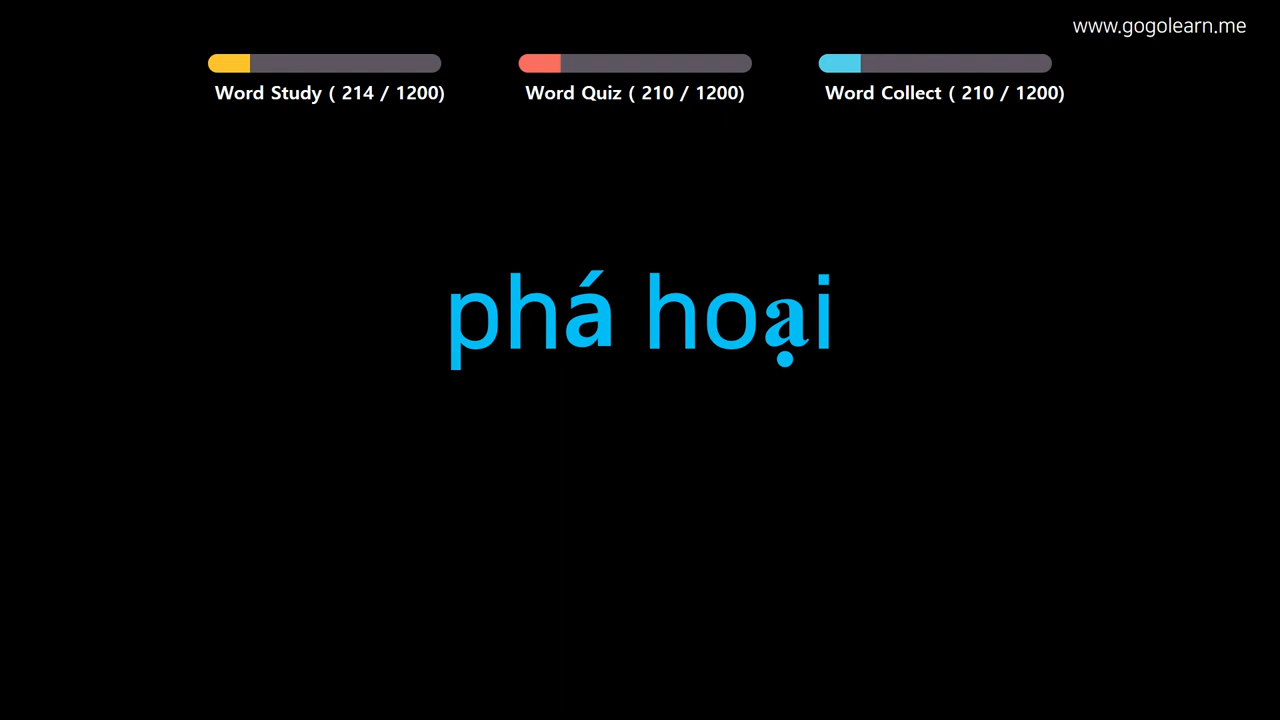 www.gogolearn.me
Word Study ( 214 / 1200)
Word Quiz ( 210 / 1200)
Word Collect ( 210 / 1200)
phá hoại